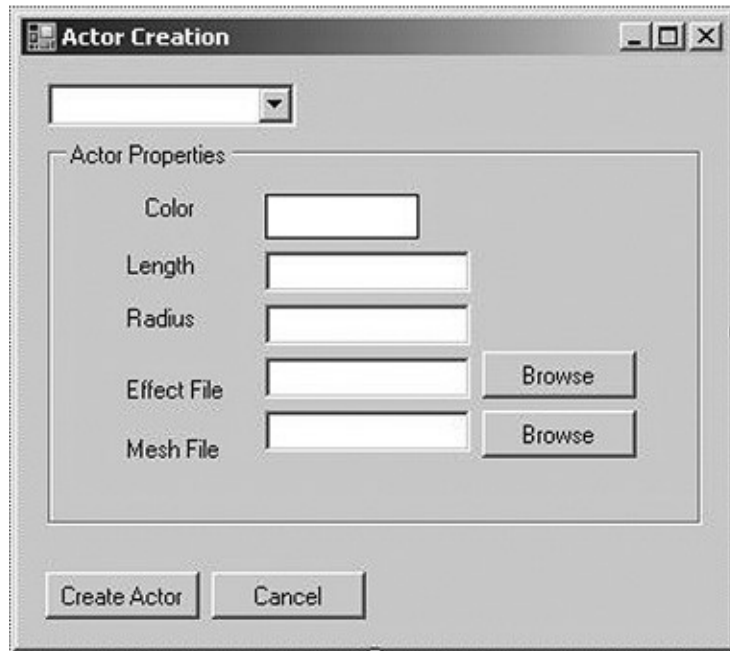 Actor Creation
Actor Properties
Color
Length
Radius
Effect File
Browse
Mesh File
Browse
Create Actor
Cancel